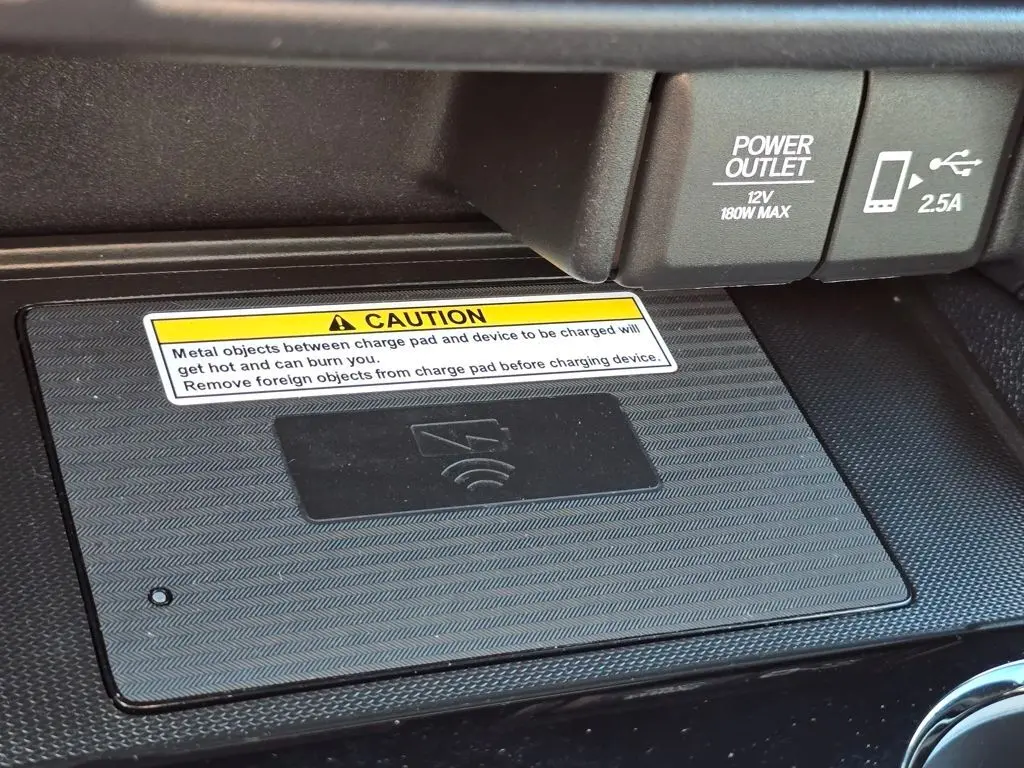 POWER
OUTLET
12V
180W MAX
2.5A
CAUTION
Metal objects between charge pad and device to be charged will
get hot and can burn you.
Remove foreign objects from charge pad before charging device.